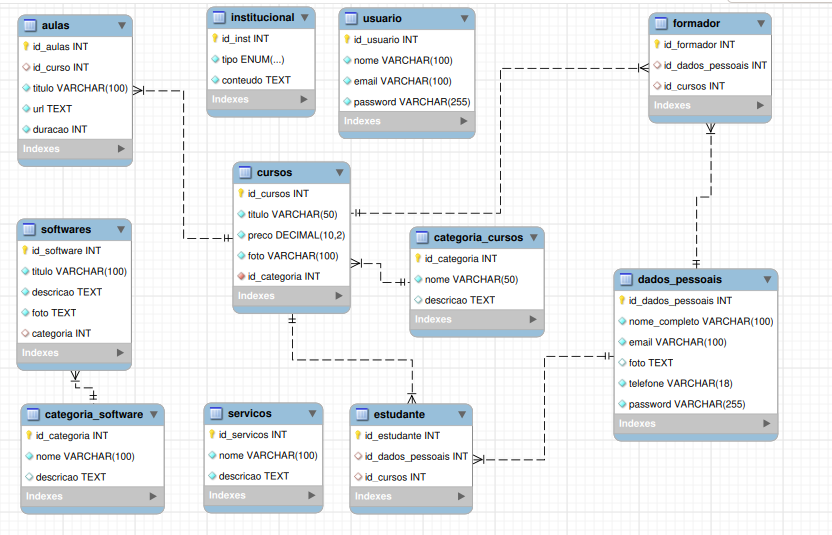 aulas
id_aulas INT
id_curso INT
titulo VARCHAR(100)
url TEXT
duracao INT
Indexes
institucional
id_inst INT
tipo ENUM(...)
conteudo TEXT
Indexes
usuario
id_usuario INT
nome VARCHAR(100)
email VARCHAR(100)
password VARCHAR(255)
Indexes
formador
id_formador INT
id_dados_pessoais INT
id_cursos INT
Indexes
cursos
id_cursos INT
titulo VARCHAR(50)
preco DECIMAL(10,2)
foto VARCHAR(100)
id_categoria INT
Indexes
softwares
id_software INT
titulo VARCHAR(100)
descricao TEXT
foto TEXT
categoria INT
Indexes
categoria_cursos
id_categoria INT
nome VARCHAR(50)
descricao TEXT
Indexes
dados_pessoais
id_dados_pessoais INT
nome_completo VARCHAR(100)
email VARCHAR(100)
foto TEXT
telefone VARCHAR(18)
password VARCHAR(255)
Indexes
categoria_software
id_categoria INT
nome VARCHAR(100)
descricao TEXT
Indexes
servicos
id_servicos INT
nome VARCHAR(100)
descricao TEXT
Indexes
estudante
id_estudante INT
id_dados_pessoais INT
id_cursos INT
Indexes